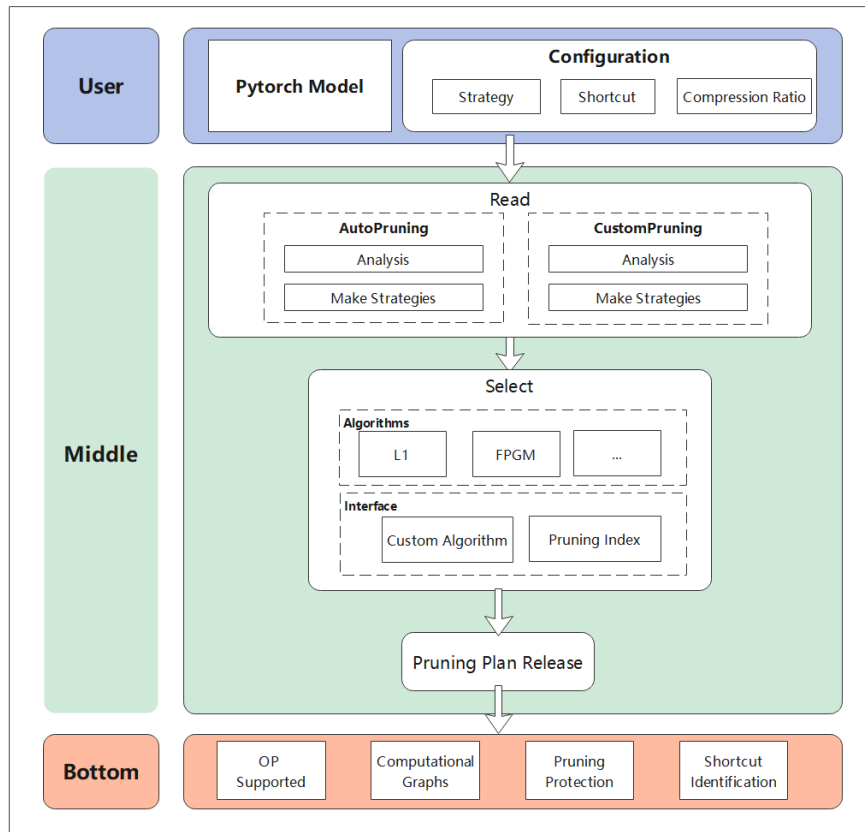 User
Pytorch Model
Configuration
Strategy
Shortcut
Compression Ratio
Middle
Read
AutoPruning
Analysis
Make Strategies
CustomPruning
Analysis
Make Strategies
Select
Algorithms
L1
FPGM
...
Interface
Custom Algorithm
Pruning Index
Pruning Plan Release
Bottom
OP
Supported
Computational
Graphs
Pruning
Protection
Shortcut
Identification